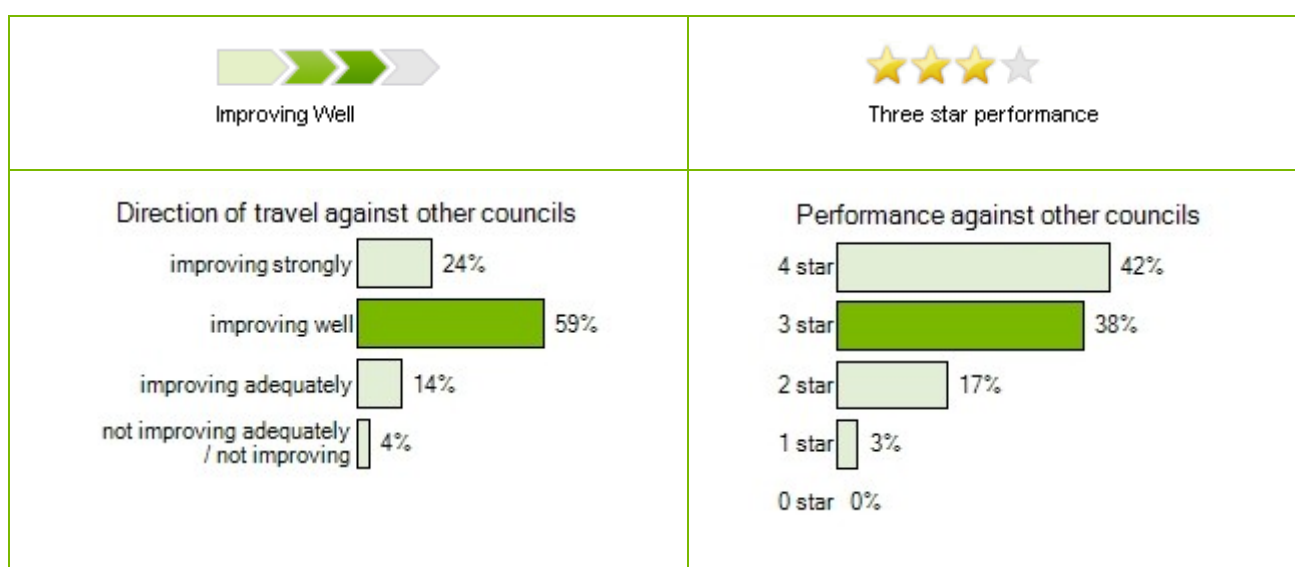 Improving Well
Three star performance
Direction of travel against other councils
improving strongly 24%
improving well 59%
improving adequately 14%
not improving adequately
/ not improving 4%
Performance against other councils
4 star 42%
3 star 38%
2 star 17%
1 star 3%
0 star 0%